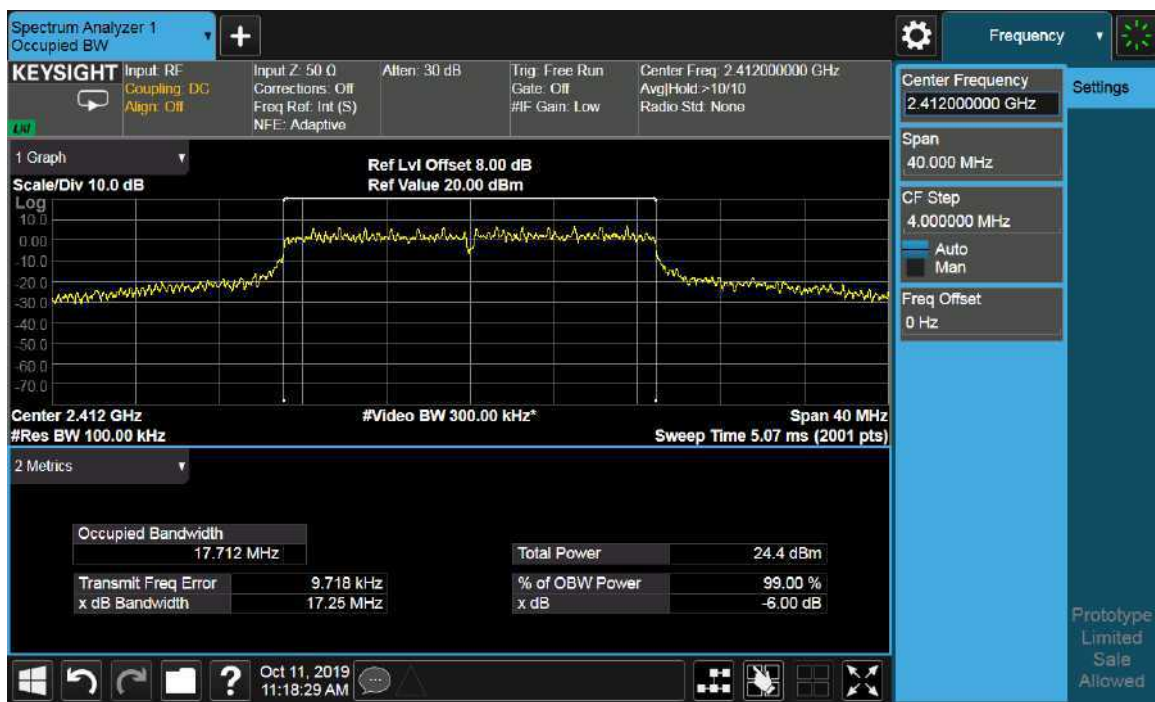 Spectrum Analyzer 1
Occupied BW
+
Frequency
KEYSIGHT
Input: RF
Coupling: DC
Align: Off
Input Z: 50 Ω
Corrections: Off
Freq Ref: Int (S)
NFE: Adaptive
Atten: 30 dB
Trig: Free Run
Gate: Off
#IF Gain: Low
Center Freq: 2.412000000 GHz
Avg|Hold:>10/10
Radio Std: None
LXI
1 Graph
Scale/Div 10.0 dB
Ref Lvl Offset 8.00 dB
Ref Value 20.00 dBm
Log
10.0
0.00
-10.0
-20.0
-30.0
-40.0
-50.0
-60.0
-70.0
Center 2.412 GHz
#Video BW 300.00 kHz*
Span 40 MHz
#Res BW 100.00 kHz
Sweep Time 5.07 ms (2001 pts)
2 Metrics
Occupied Bandwidth
17.712 MHz
Total Power 24.4 dBm
Transmit Freq Error 9.718 kHz
% of OBW Power 99.00 %
x dB Bandwidth 17.25 MHz
x dB -6.00 dB
?
Oct 11, 2019
11:18:29 AM
Center Frequency
2.412000000 GHz
Span
40.000 MHz
CF Step
4.000000 MHz
Auto
Man
Freq Offset
0 Hz
Settings
Prototype
Limited
Sale
Allowed